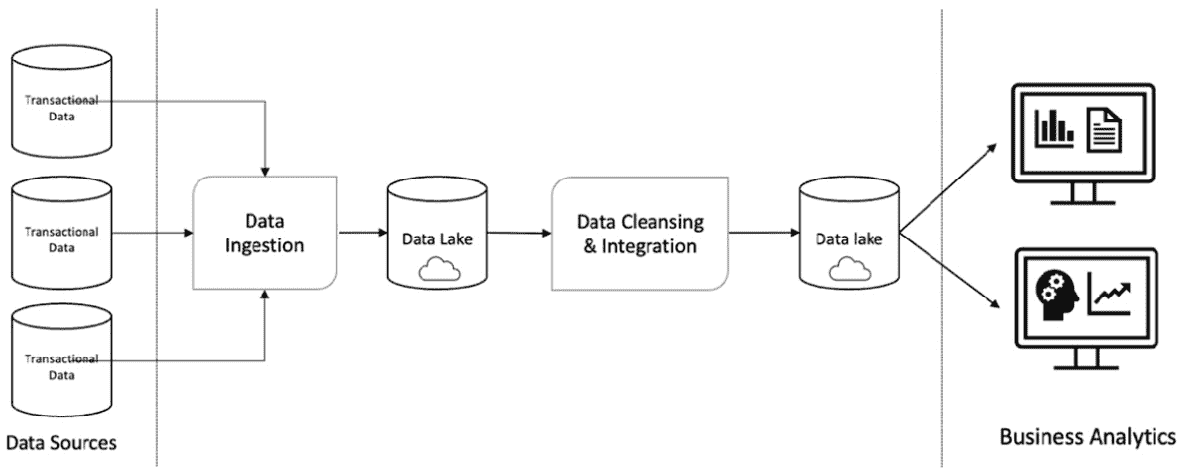 Transactional
Data
Transactional
Data
Transactional
Data
Data Sources
Data
Ingestion
Data Lake
Data Cleansing
& Integration
Data lake
Business Analytics